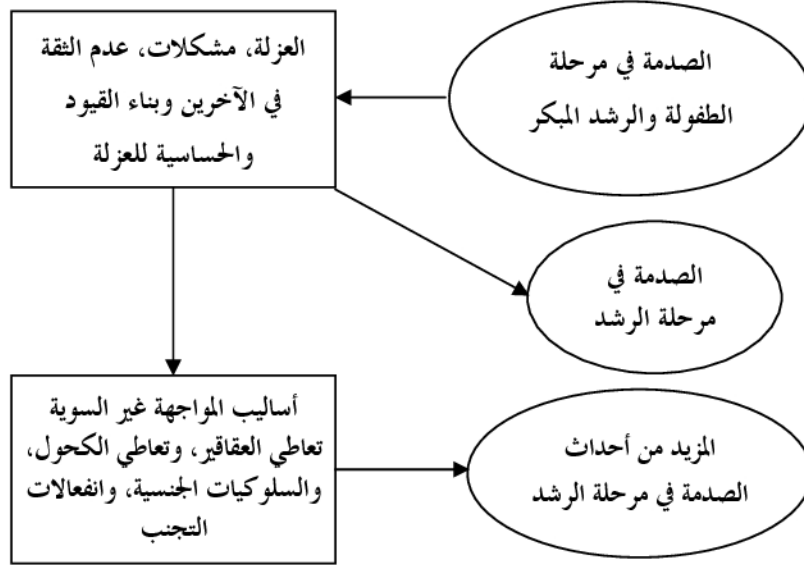 الصدمة في مرحلة
الطفولة والرشد المبكر
العزلة، مشكلات، عدم الثقة
في الآخرين وبناء القيود
والحساسية للعزلة
الصدمة في
مرحلة الرشد
أساليب المواجهة غير السوية
تعاطي العقاقير، وتعاطي الكحول،
والسلوكيات الجنسية، وانفعالات
التجنب
المزيد من أحداث
الصدمة في مرحلة الرشد